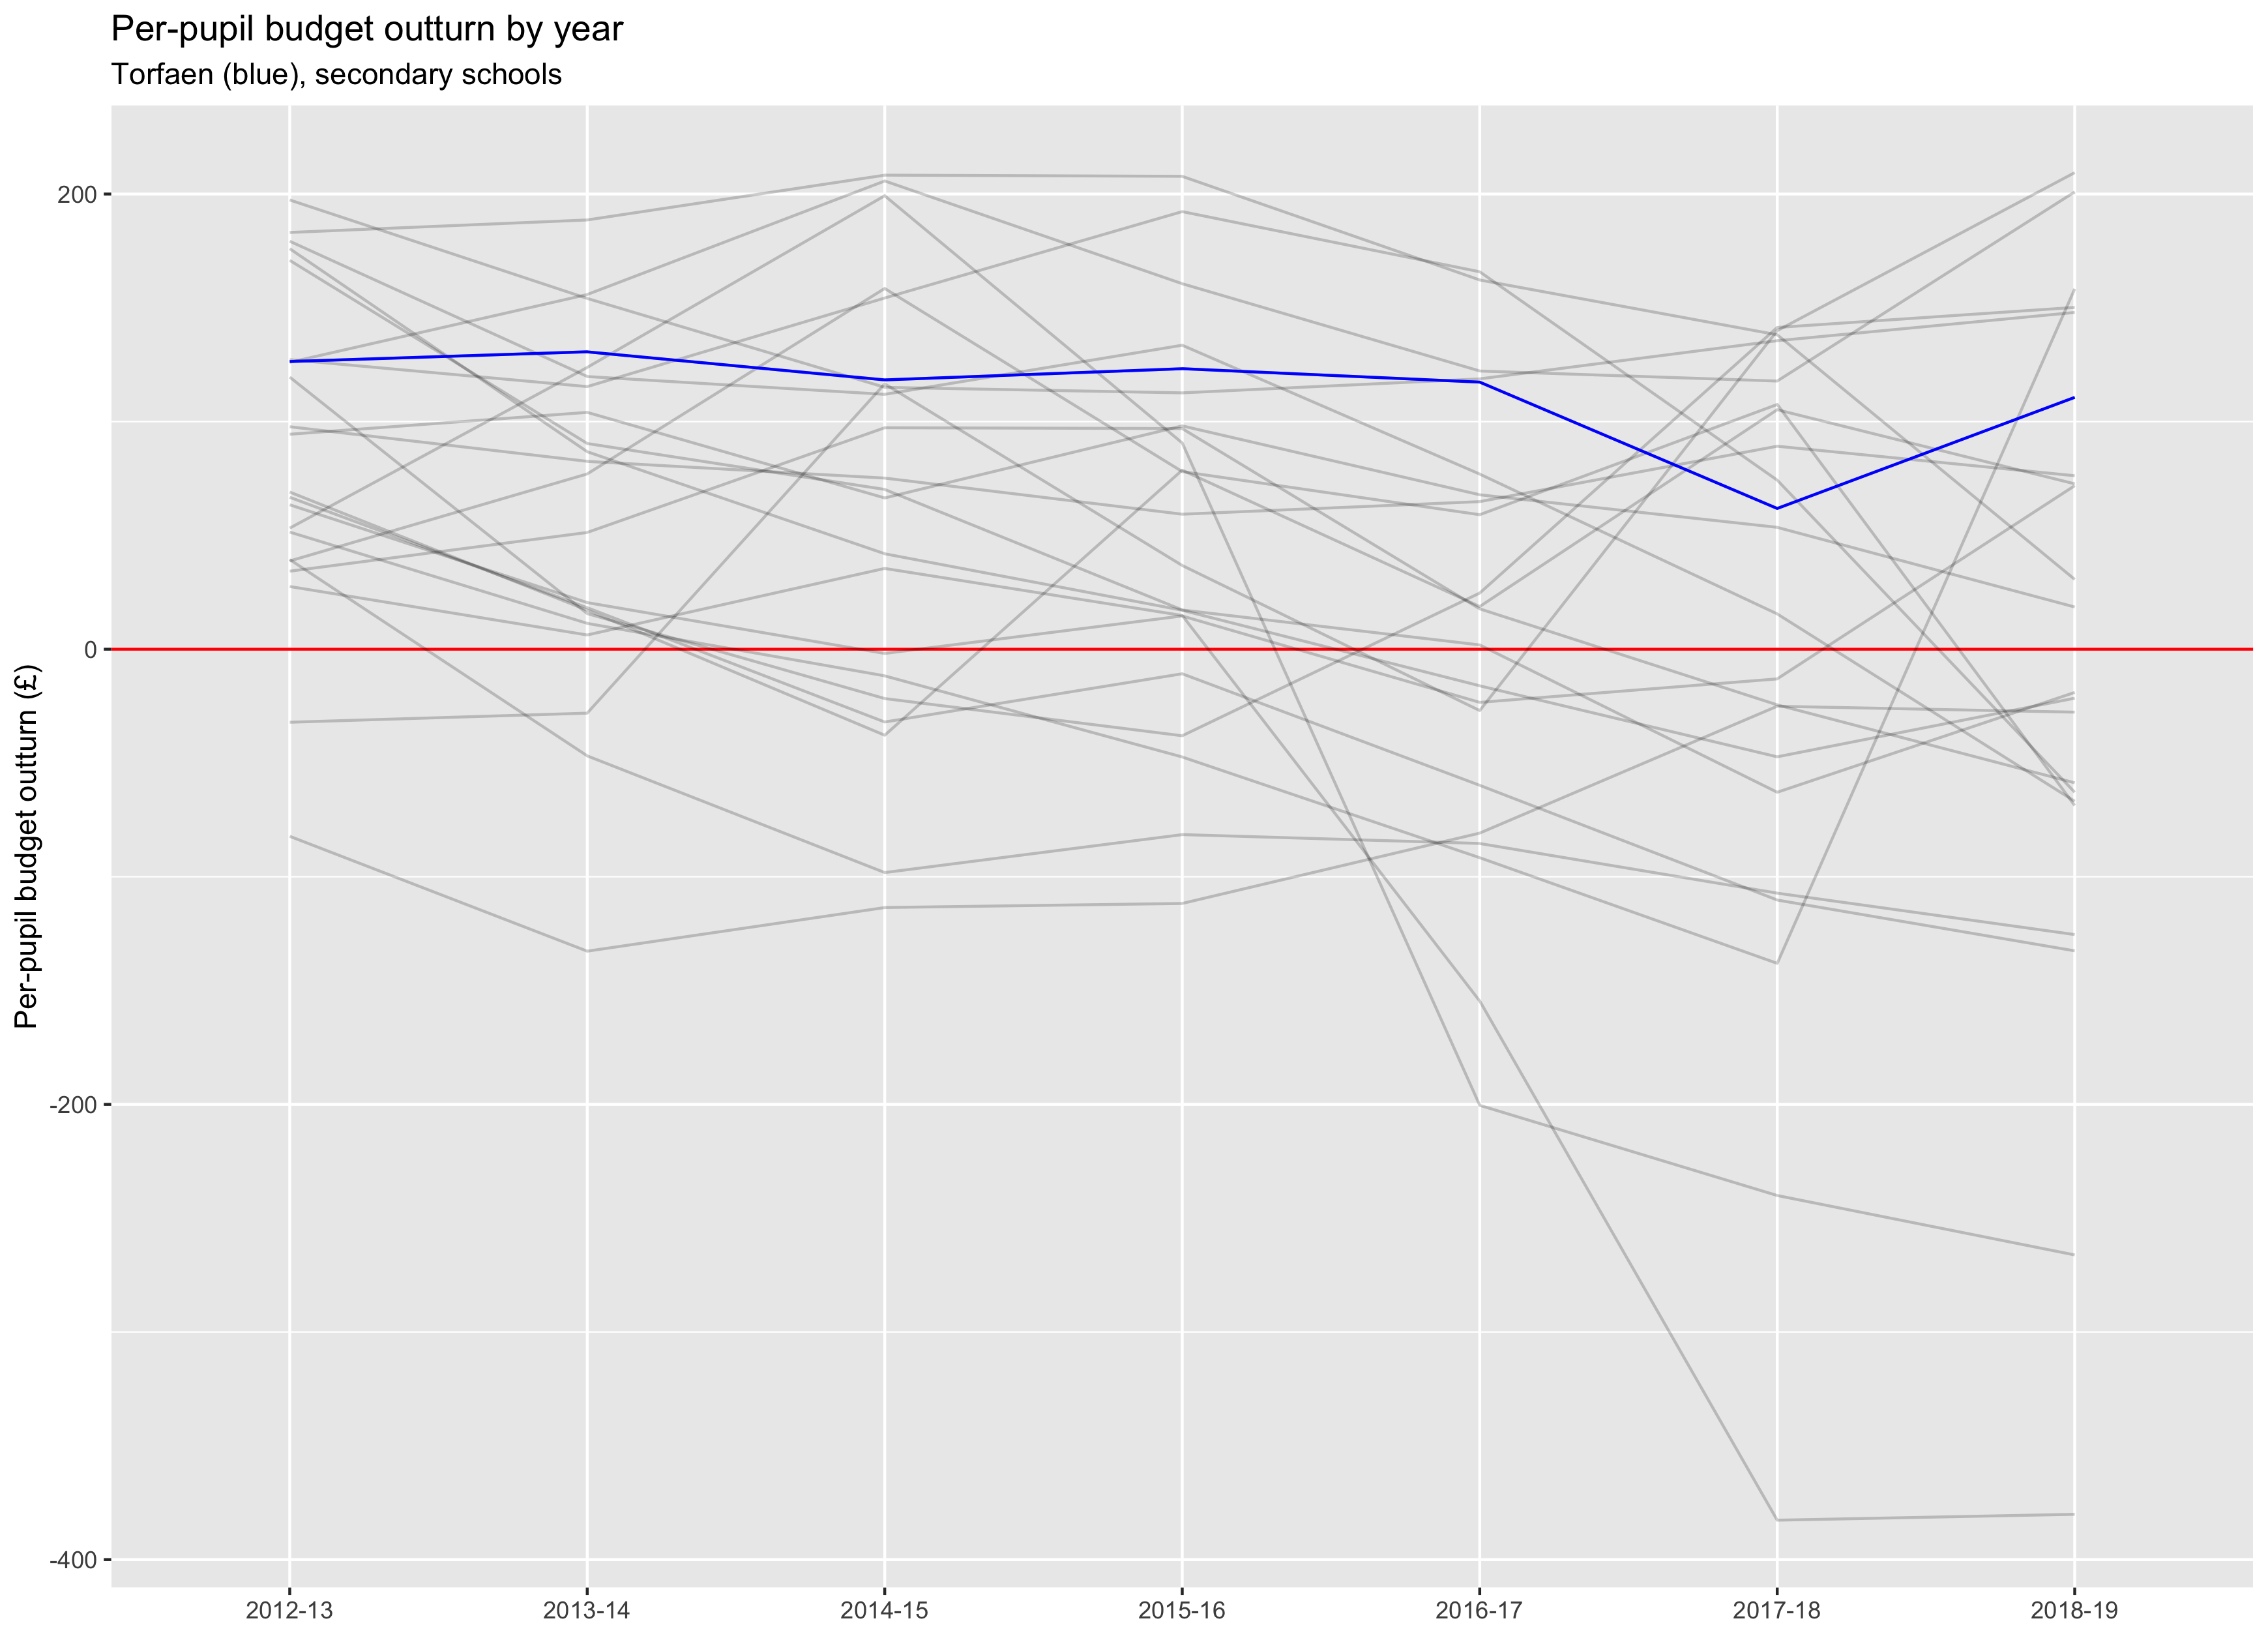 Per-pupil budget outturn by year
Torfaen (blue), secondary schools
Per-pupil budget outturn (£)
200
0
-200
-400
2012-13 2013-14 2014-15 2015-16 2016-17 2017-18 2018-19